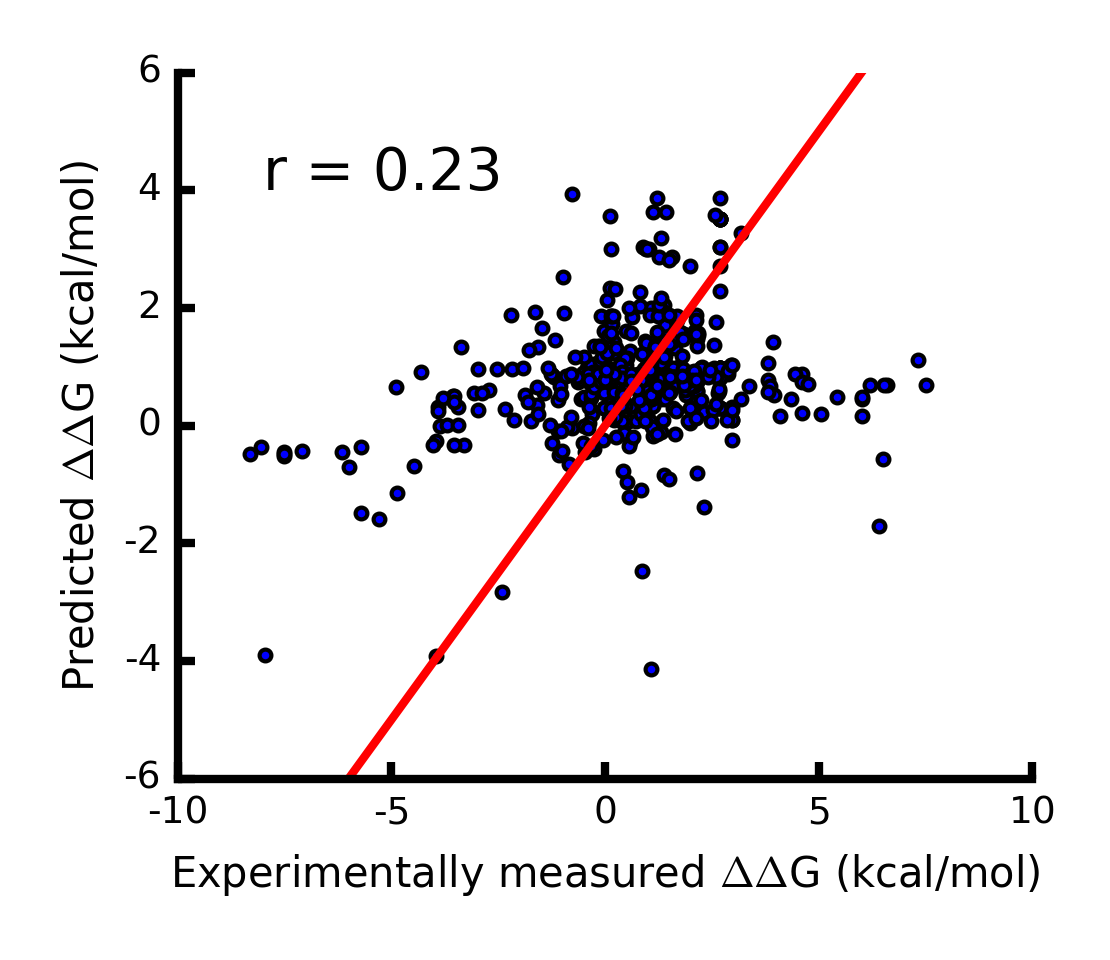 6
r = 0.23
4
2
0
-2
-4
-6
Predicted ΔΔG (kcal/mol)
-10 -5 0 5 10
Experimentally measured ΔΔG (kcal/mol)